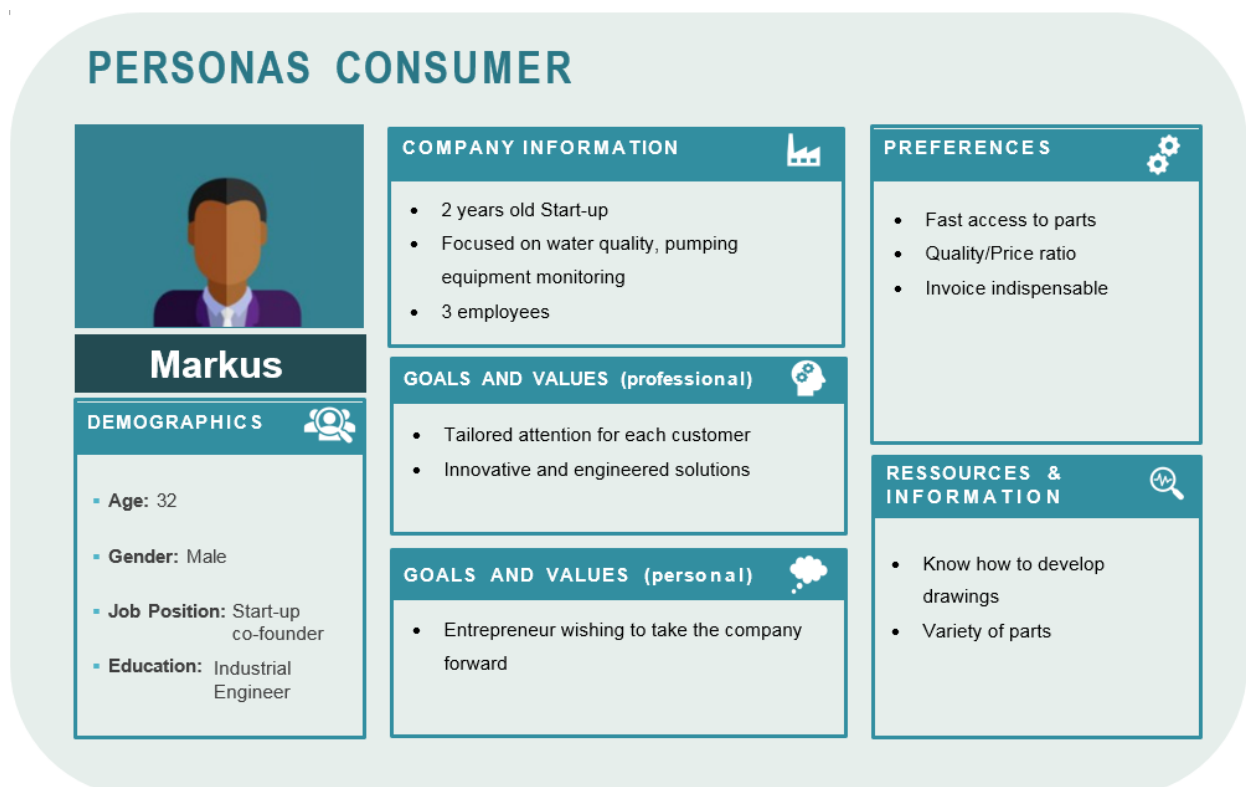 PERSONAS CONSUMER
Markus
DEMOGRAPHICS
Age: 32
Gender: Male
Job Position: Start-up
co-founder
Education: Industrial
Engineer
COMPANY INFORMATION
2 years old Start-up
Focused on water quality, pumping
equipment monitoring
3 employees
GOALS AND VALUES (professional)
Tailored attention for each customer
Innovative and engineered solutions
GOALS AND VALUES (personal)
Entrepreneur wishing to take the company
forward
PREFERENCES
Fast access to parts
Quality/Price ratio
Invoice indispensable
RESSOURCES &
INFORMATION
Know how to develop
drawings
Variety of parts